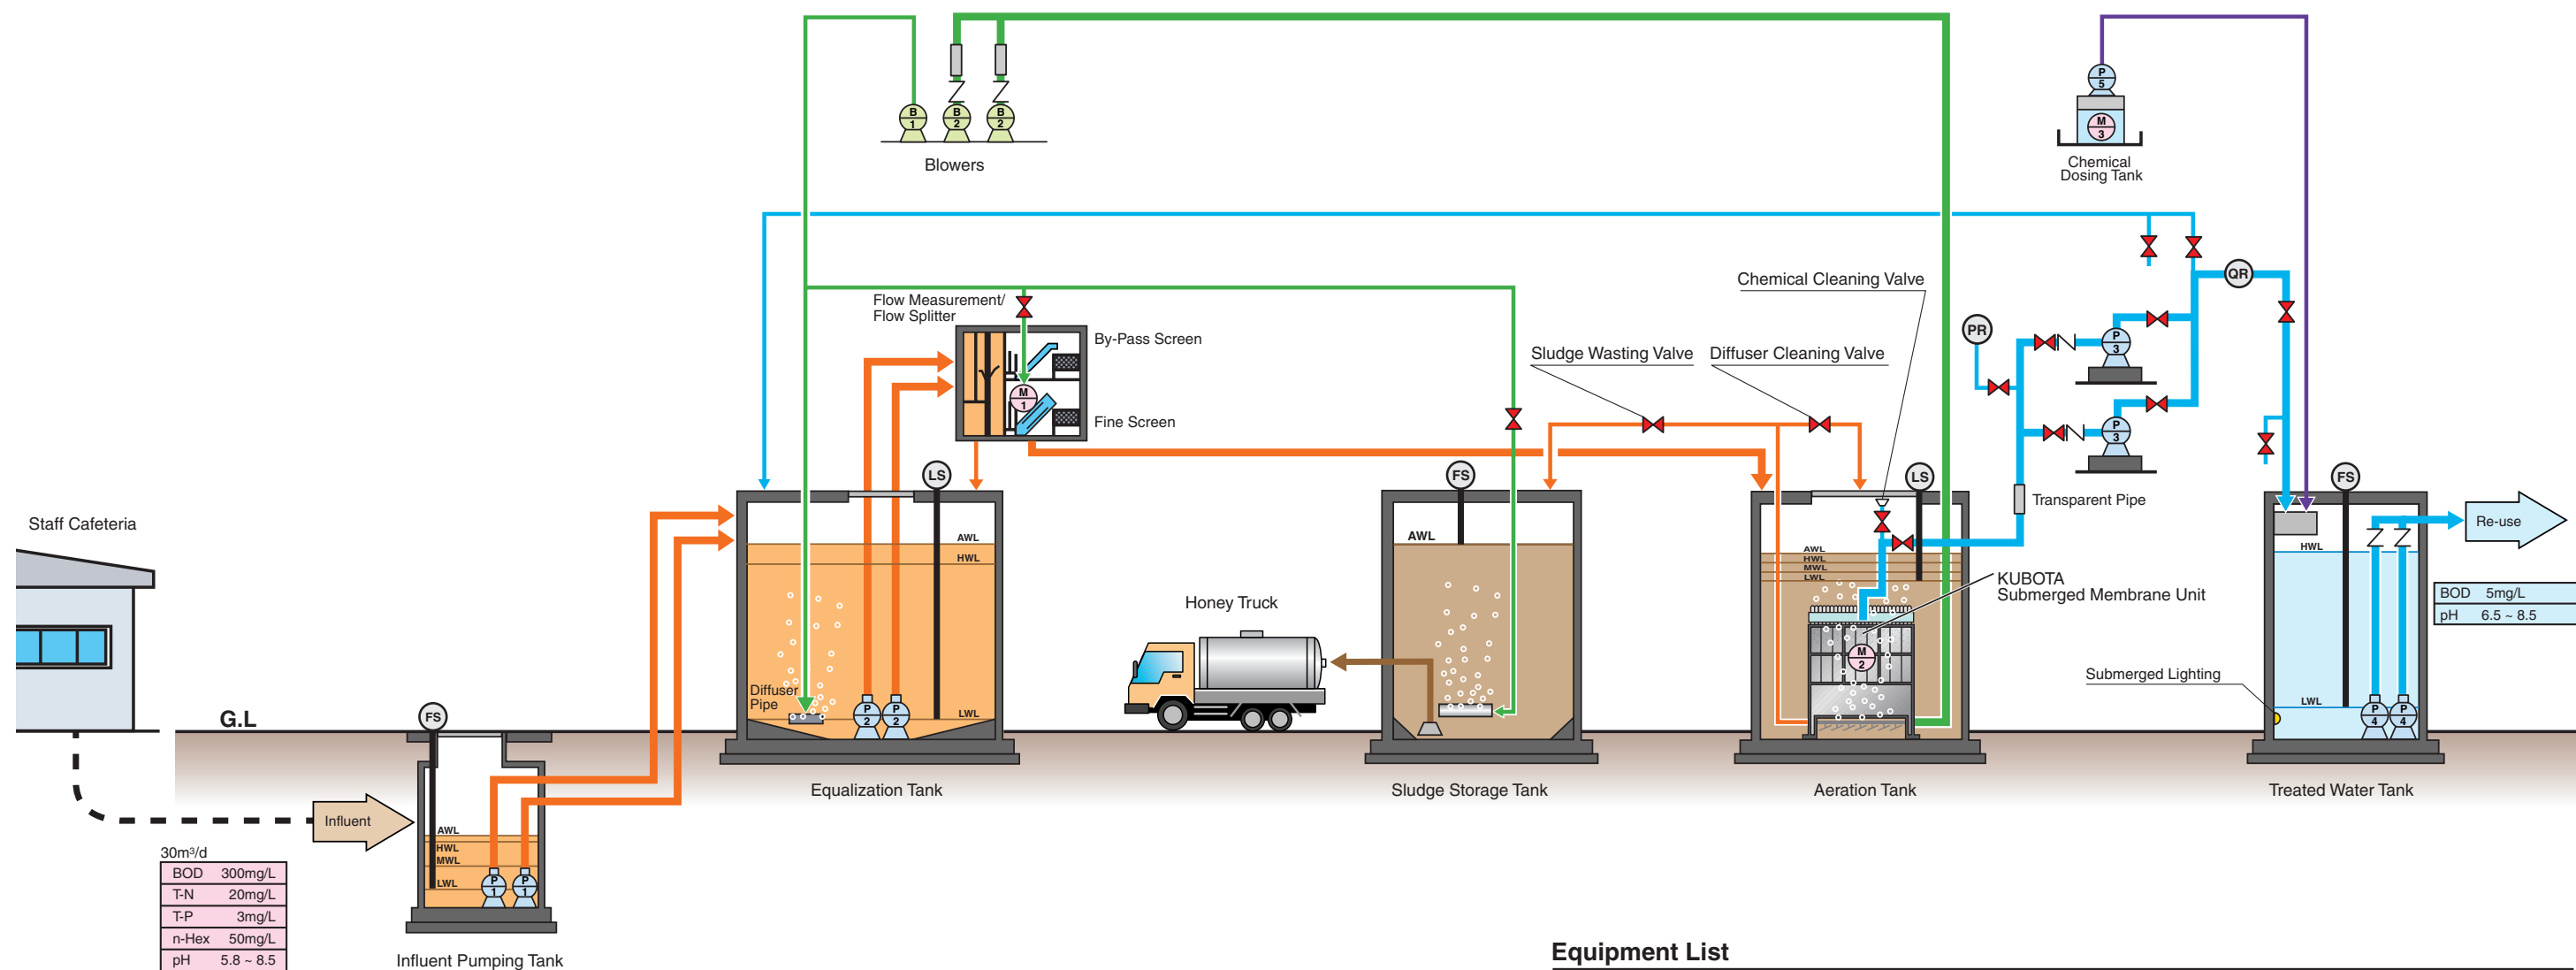 B
1
B
2
B
2
Blowers
P
5
M
3
Chemical
Dosing Tank
QR
Chemical Cleaning Valve
Flow Measurement/
Flow Splitter
By-Pass Screen
M
1
Fine Screen
PR
P
3
P
3
Sludge Wasting Valve
Diffuser Cleaning Valve
Transparent Pipe
LS
FS
LS
FS
Staff Cafeteria
AWL
HWL
Diffuser
Pipe
P
2
P
2
LWL
Equalization Tank
Honey Truck
AWL
Sludge Storage Tank
AWL
HWL
MWL
LWL
KUBOTA
Submerged Membrane Unit
M
2
Aeration Tank
HWL
Re-use
BOD 5mg/L
pH 6.5 ~ 8.5
Submerged Lighting
LWL
P
4
P
4
Treated Water Tank
G.L
FS
Influent
AWL
HWL
MWL
LWL
P
1
P
1
Influent Pumping Tank
30m³/d
BOD 300mg/L
T-N 20mg/L
T-P 3mg/L
n-Hex 50mg/L
pH 5.8 ~ 8.5
Equipment List